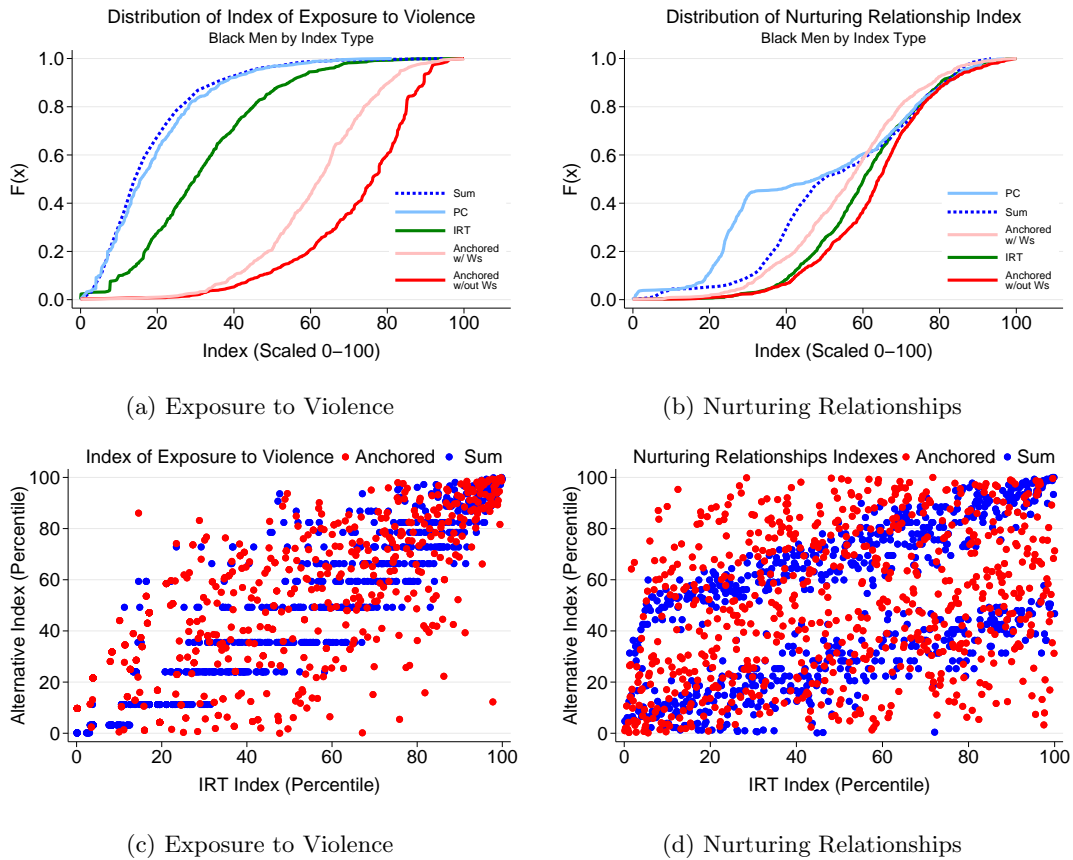 Distribution of Index of Exposure to Violence
Black Men by Index Type
1.0
0.8
0.6
0.4
0.2
0.0
F(x)
Sum
PC
IRT
Anchored
w/ Ws
Anchored
w/out Ws
0 20 40 60 80 100
Index (Scaled 0−100)
(a) Exposure to Violence
Distribution of Nurturing Relationship Index
Black Men by Index Type
1.0
0.8
0.6
0.4
0.2
0.0
F(x)
PC
Sum
Anchored
w/ Ws
IRT
Anchored
w/out Ws
0 20 40 60 80 100
Index (Scaled 0−100)
(b) Nurturing Relationships
Index of Exposure to Violence Anchored Sum
100
80
60
40
20
0
Alternative Index (Percentile)
0 20 40 60 80 100
IRT Index (Percentile)
(c) Exposure to Violence
Nurturing Relationships Indexes Anchored Sum
100
80
60
40
20
0
Alternative Index (Percentile)
0 20 40 60 80 100
IRT Index (Percentile)
(d) Nurturing Relationships